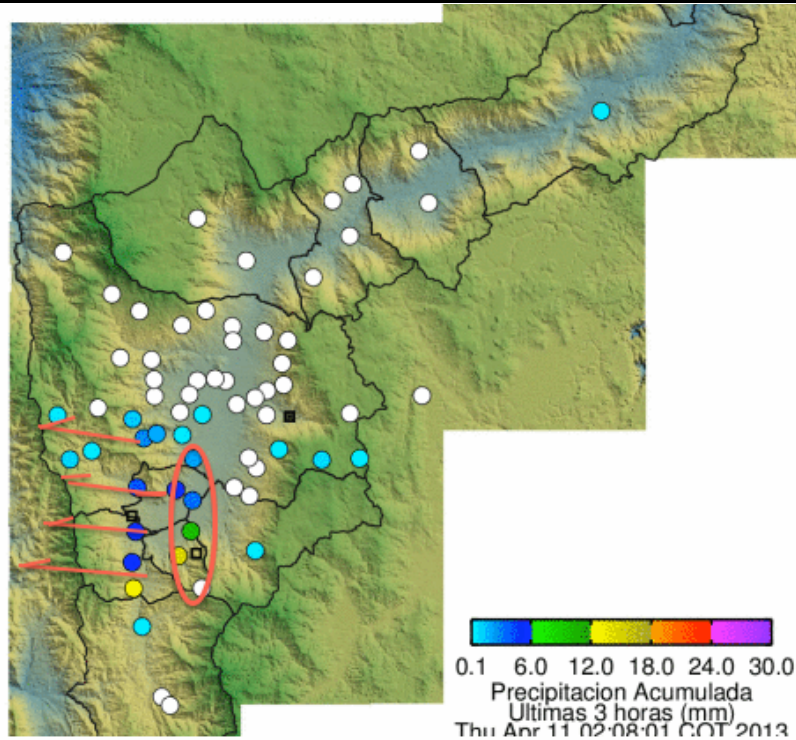 0.1 6.0 12.0 18.0 24.0 30.0
Precipitacion Acumulada
Ultimas 3 horas (mm)
Thu Apr 11 02:08:01 COT 2013